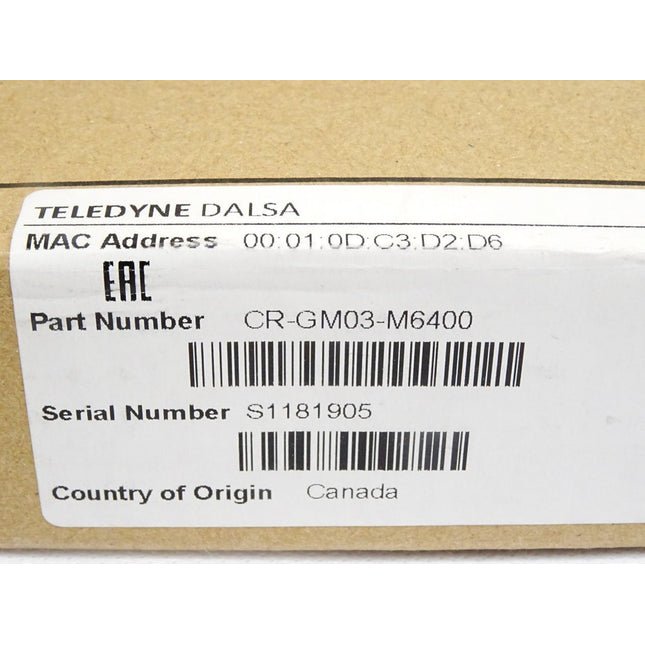 TELEDYNE DALSA
MAC Address 00:01:0D:C3:D2:D6
EAC
Part Number CR-GM03-M6400
Serial Number S1181905
Country of Origin Canada